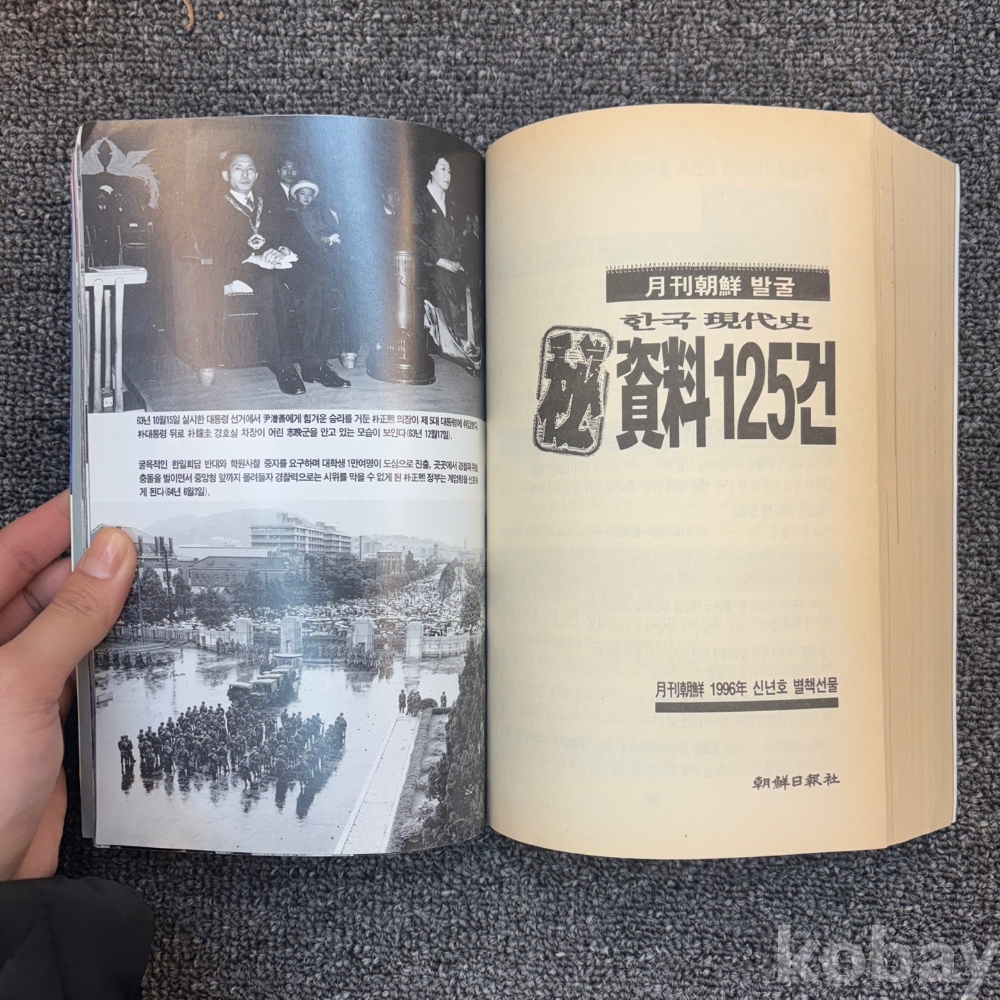 63년 10월15일 실시한 대통령 선거에서 尹潽善에게 힘겨운 승리를 거둔 朴正熙 의장이 제 5대 대통령에 취임했다.
朴대통령 뒤로 朴鐘圭 경호실 차장이 어린 志晩군을 안고 있는 모습이 보인다(63년 12월17일).
굴욕적인 한일회담 반대와 학원사찰 중지를 요구하며 대학생 1만여명이 도심으로 진출, 곳곳에서 경찰과 유혈
충돌을 벌이면서 중앙청 앞까지 몰려들자 경찰력으로는 시위를 막을 수 없게 된 朴正熙 정부는 계엄령을 선포하
게 된다(64년 6월3일).
月刊朝鮮 발굴
한국 現代史
秘 資料 125건
月刊朝鮮 1996年 신년호 별책선물
朝鮮日報社
kobay